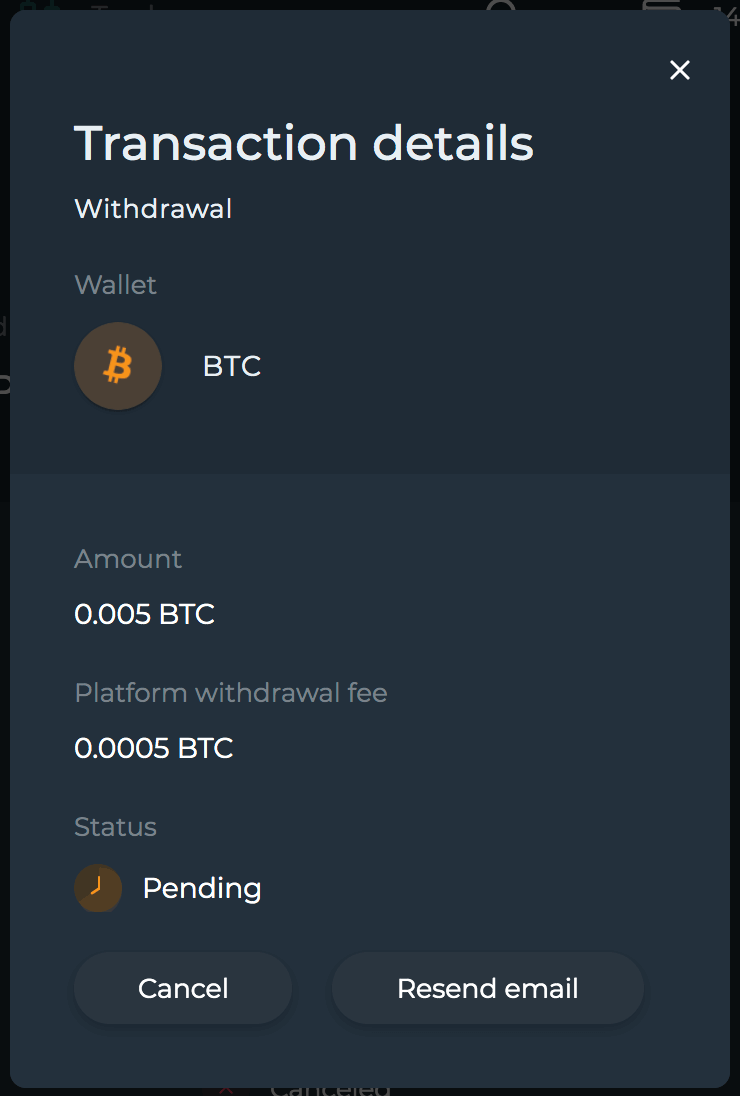 Transaction details
Withdrawal
Wallet
BTC
Amount
0.005 BTC
Platform withdrawal fee
0.0005 BTC
Status
Pending
Cancel
Resend email
Canceled